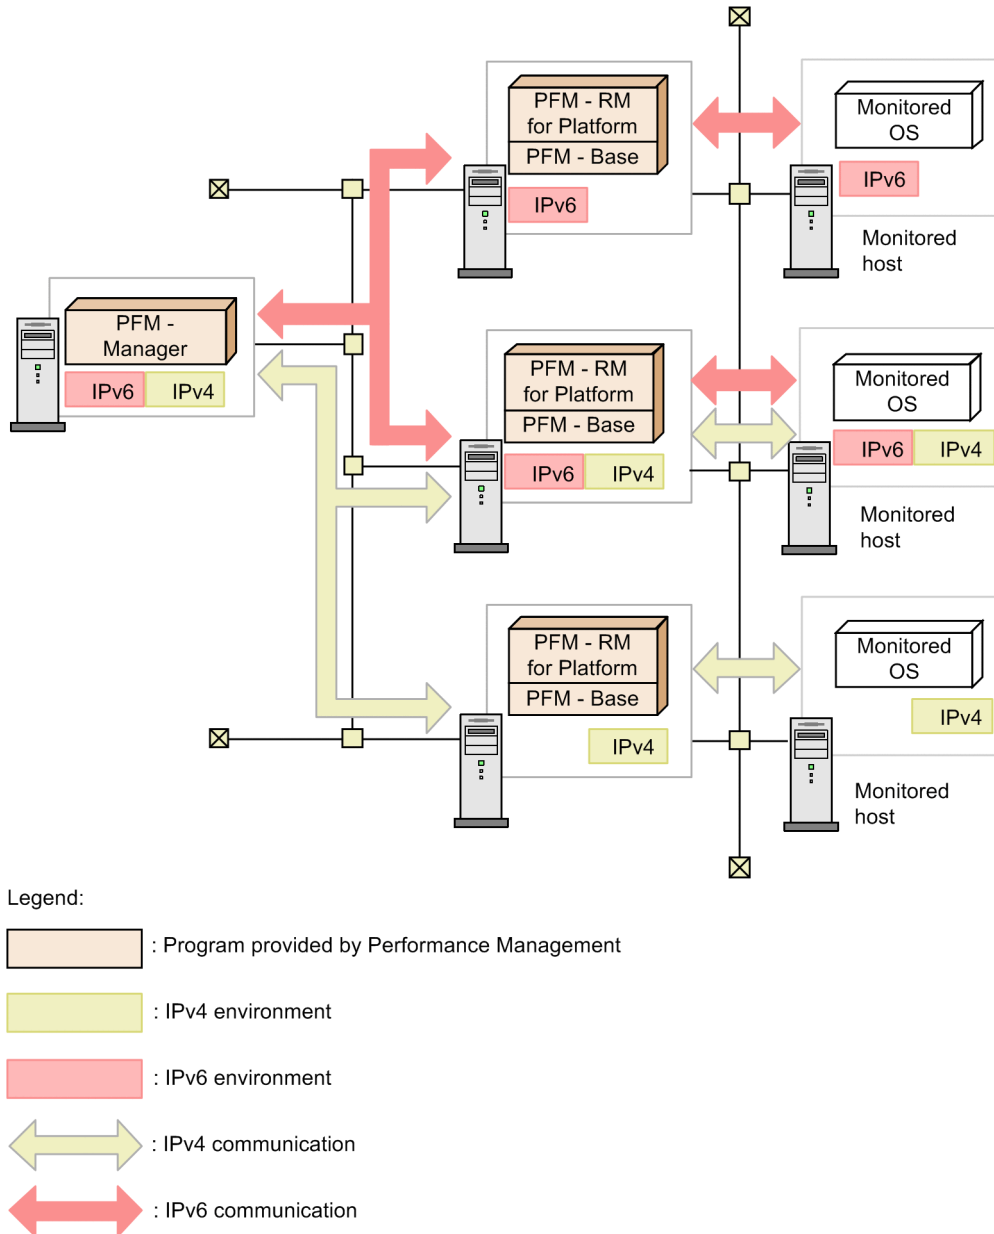 PFM - RM
for Platform
PFM - Base
IPv6
Monitored
OS
IPv6
Monitored
host
PFM -
Manager
IPv6
IPv4
PFM - RM
for Platform
PFM - Base
IPv6
IPv4
Monitored
OS
IPv6
IPv4
Monitored
host
PFM - RM
for Platform
PFM - Base
IPv4
Monitored
OS
IPv4
Monitored
host
Legend:
: Program provided by Performance Management
: IPv4 environment
: IPv6 environment
: IPv4 communication
: IPv6 communication